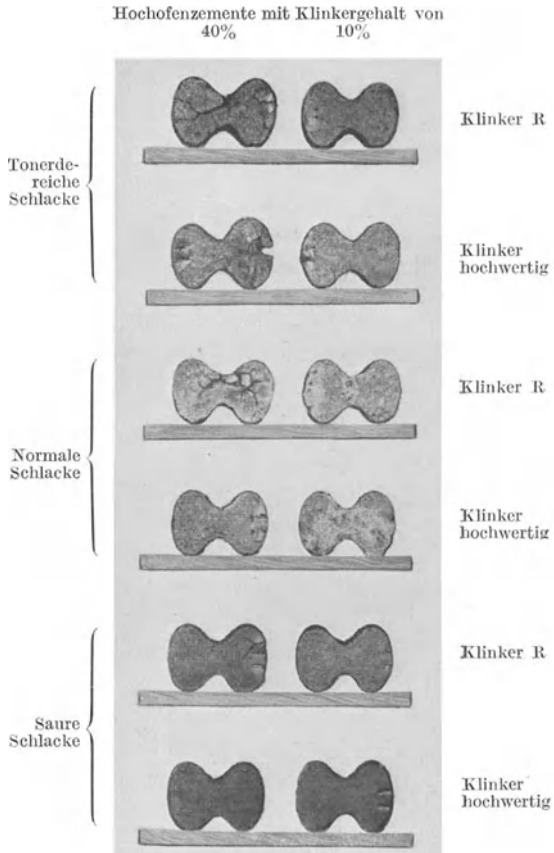 Hochofenzemente mit Klinkergehalt von
40% 10%
Tonerde-
reiche
Schlacke
Klinker R
Klinker
hochwertig
Normale
Schlacke
Klinker R
Klinker
hochwertig
Saure
Schlacke
Klinker R
Klinker
hochwertig